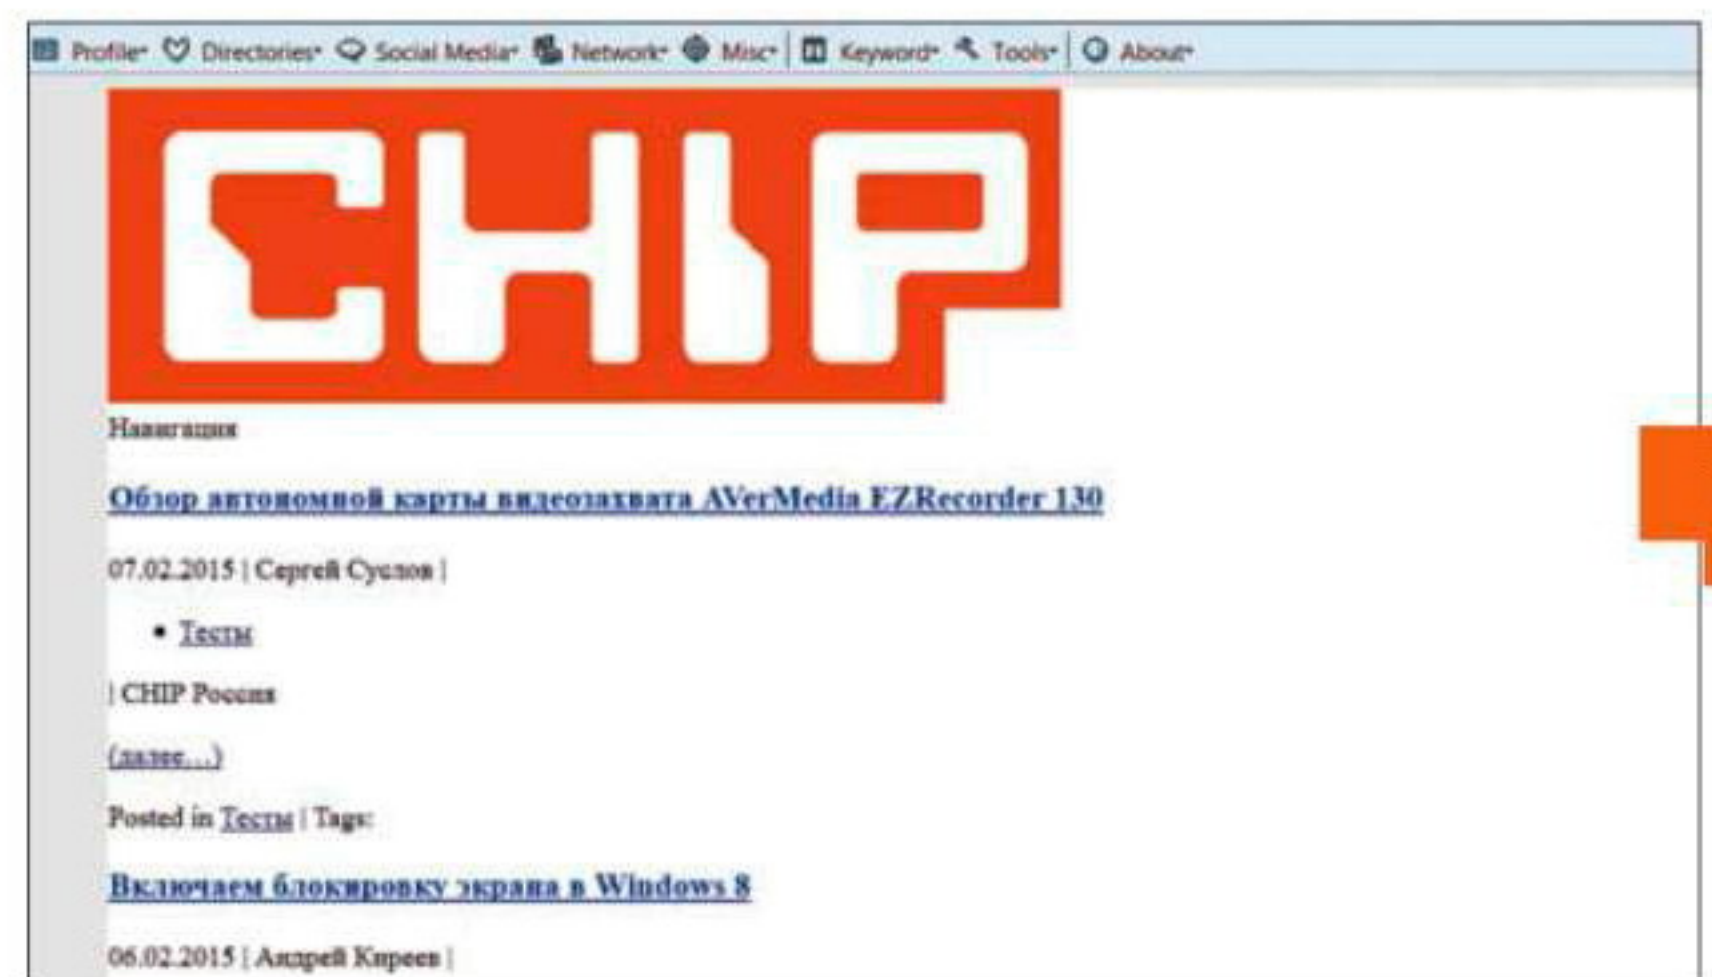 Profile Directories Social Media Network Misc Keyword Tools About
CHIP
Навигация
Обзор автономной карты видеозахвата AVerMedia EZRecorder 130
07.02.2015 | Сергей Суслов |
• Тесты
| CHIP Россия
(далее…)
Posted in Тесты | Tags:
Включаем блокировку экрана в Windows 8
06.02.2015 | Андрей Киреев |